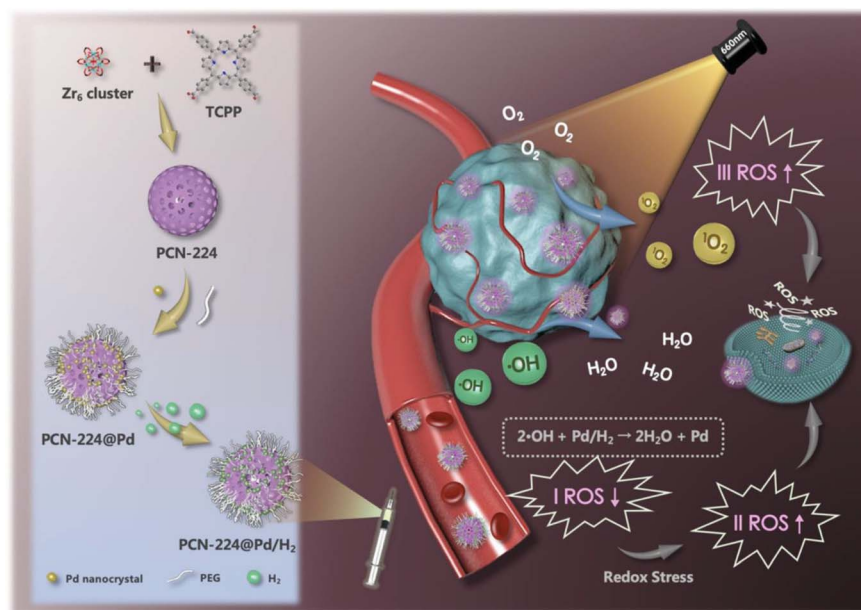 Zr₆ cluster
+
TCPP
PCN-224
PCN-224@Pd
PCN-224@Pd/H₂
Pd nanocrystal
PEG
H₂
660nm
O₂
O₂
O₂
III ROS ↑
¹O₂
¹O₂
¹O₂
ROS
ROS
ROS
·OH
·OH
·OH
H₂O
H₂O
H₂O
2·OH + Pd/H₂ → 2H₂O + Pd
I ROS ↓
II ROS ↑
Redox Stress